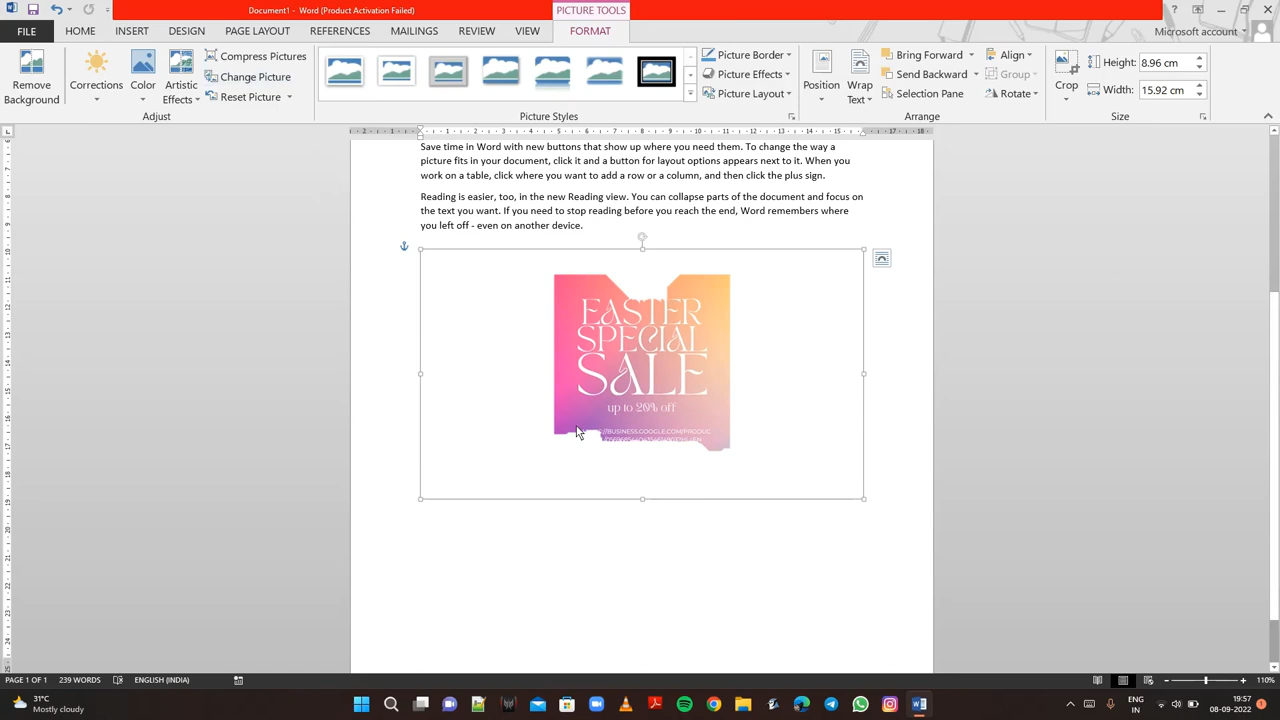 Document1 - Word (Product Activation Failed)
PICTURE TOOLS
FILE
HOME
INSERT
DESIGN
PAGE LAYOUT
REFERENCES
MAILINGS
REVIEW
VIEW
FORMAT
Microsoft account
Remove
Background
Corrections
Color
Artistic
Effects
Compress Pictures
Change Picture
Reset Picture
Adjust
Picture Styles
Picture Border
Picture Effects
Picture Layout
Position
Wrap
Text
Bring Forward
Send Backward
Selection Pane
Align
Group
Rotate
Arrange
Crop
Height: 8.96 cm
Width: 15.92 cm
Size
Save time in Word with new buttons that show up where you need them. To change the way a
picture fits in your document, click it and a button for layout options appears next to it. When you
work on a table, click where you want to add a row or a column, and then click the plus sign.
Reading is easier, too, in the new Reading view. You can collapse parts of the document and focus on
the text you want. If you need to stop reading before you reach the end, Word remembers where
you left off - even on another device.
EASTER
SPECIAL
SALE
up to 20% off
://BUSINESS.GOOGLE.COM/PRODUC
PAGE 1 OF 1
239 WORDS
ENGLISH (INDIA)
110%
31°C
Mostly cloudy
ENG
IN
19:57
08-09-2022